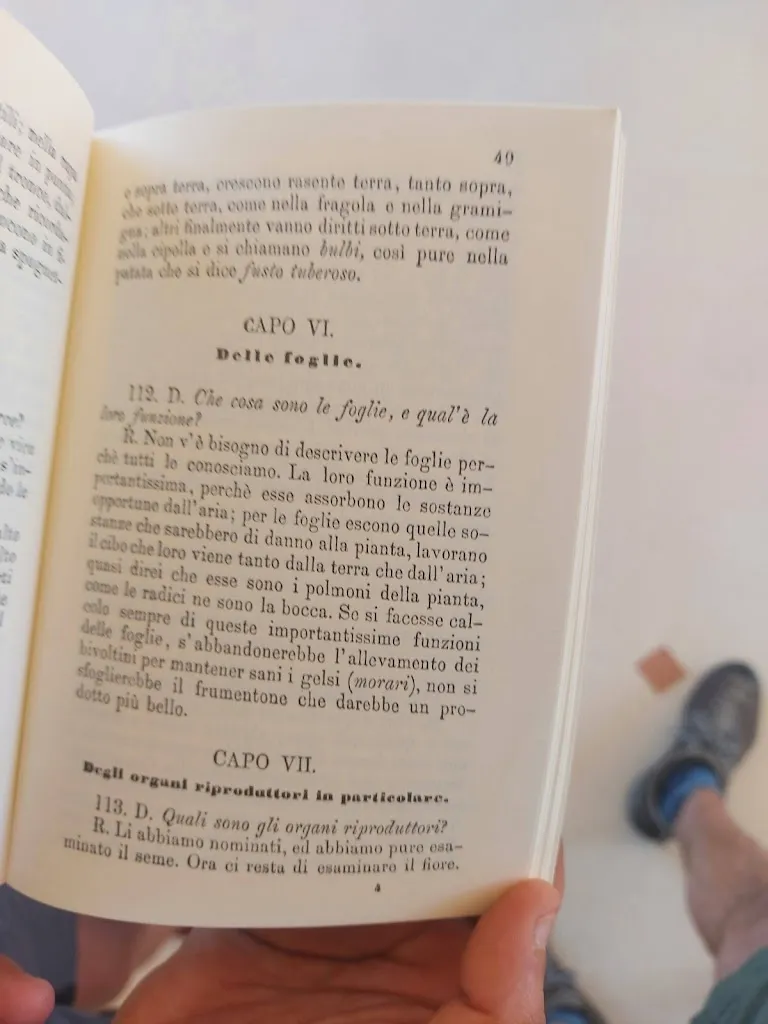 49
e sopra terra, crescono rasente terra, tanto sopra,
che sotto terra, come nella fragola e nella grami-
gna; altri finalmente vanno diritti sotto terra, come
nella cipolla e si chiamano bulbi, così pure nella
patata che si dice fusto tuberoso.
CAPO VI.
Delle foglie.
112. D. Che cosa sono le foglie, e qual'è la
loro funzione?
R. Non v'è bisogno di descrivere le foglie per-
chè tutti le conosciamo. La loro funzione è im-
portantissima, perchè esse assorbono le sostanze
opportune dall'aria; per le foglie escono quelle so-
stanze che sarebbero di danno alla pianta, lavorano
il cibo che loro viene tanto dalla terra che dall'aria;
quasi direi che esse sono i polmoni della pianta,
come le radici ne sono la bocca. Se si facesse cal-
colo sempre di queste importantissime funzioni
delle foglie, s'abbandonerebbe l'allevamento dei
bivoltini per mantener sani i gelsi (morari), non si
sfoglierebbe il frumentone che darebbe un pro-
dotto più bello.
CAPO VII.
Degli organi riproduttori in particolare.
113. D. Quali sono gli organi riproduttori?
R. Li abbiamo nominati, ed abbiamo pure esa-
minato il seme. Ora ci resta di esaminare il fiore.
4